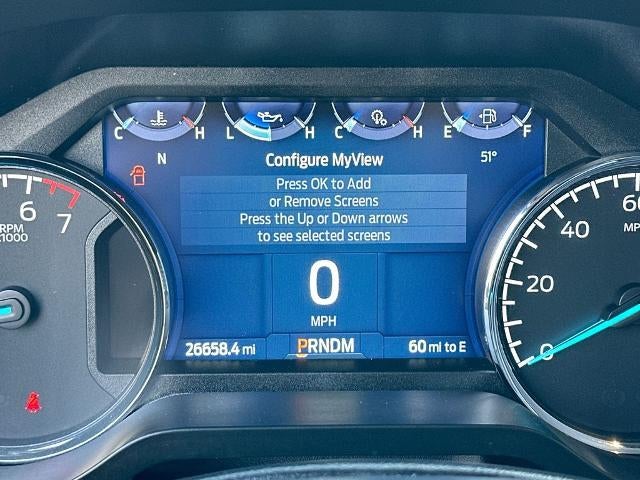 C H L H C H E F
N
Configure MyView
51°
Press OK to Add
or Remove Screens
Press the Up or Down arrows
to see selected screens
0
MPH
26658.4 mi
PRNDM
60 mi to E
6
7
RPM
0
20
40